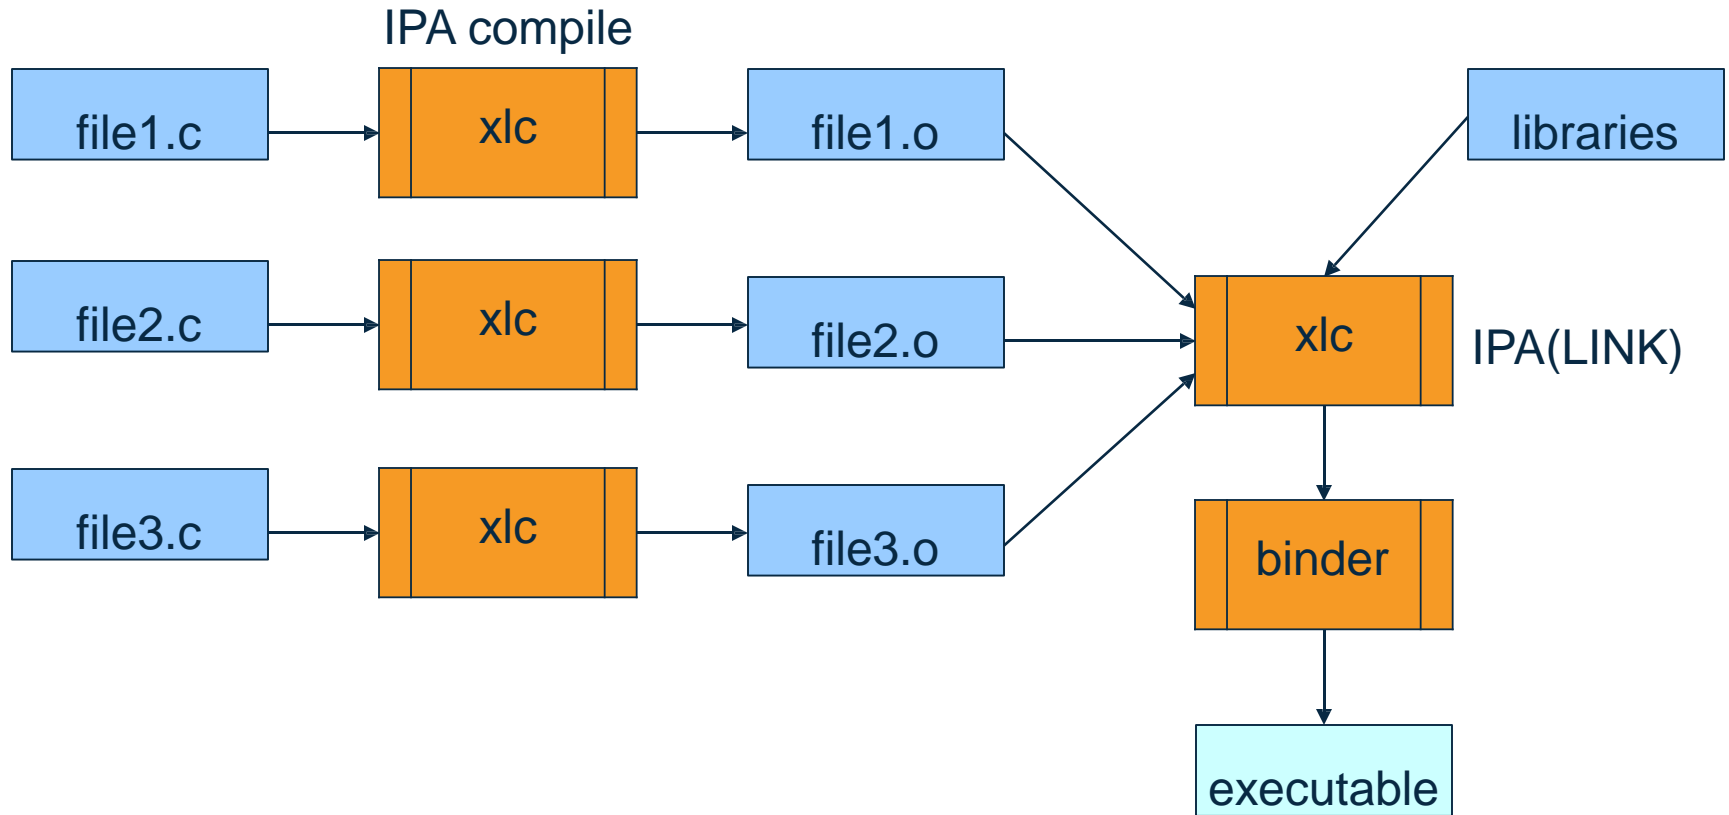 IPA compile
file1.c
xlc
file1.o
libraries
file2.c
xlc
file2.o
xlc
IPA(LINK)
file3.c
xlc
file3.o
binder
executable